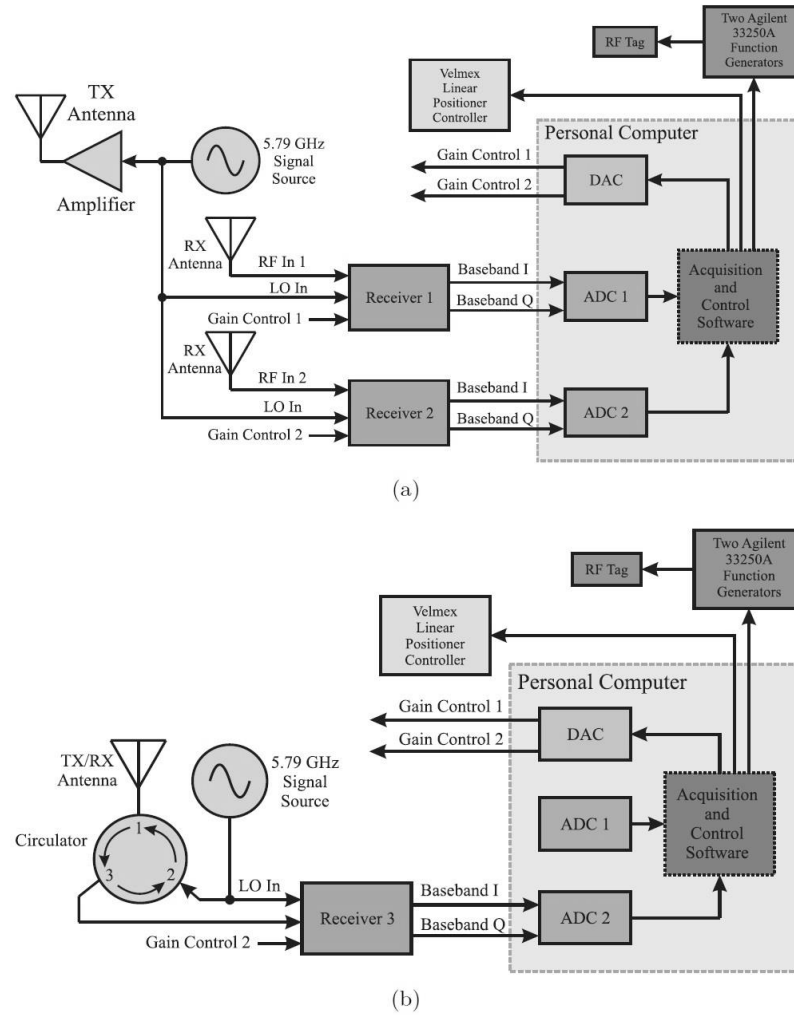 RF Tag
Two Agilent
33250A
Function
Generators
Velmex
Linear
Positioner
Controller
TX
Antenna
5.79 GHz
Signal
Source
Amplifier
Personal Computer
Gain Control 1
Gain Control 2
DAC
RX
Antenna
RF In 1
LO In
Gain Control 1
Receiver 1
Baseband I
Baseband Q
ADC 1
Acquisition
and
Control
Software
RX
Antenna
RF In 2
LO In
Gain Control 2
Receiver 2
Baseband I
Baseband Q
ADC 2
(a)
RF Tag
Two Agilent
33250A
Function
Generators
Velmex
Linear
Positioner
Controller
Personal Computer
Gain Control 1
Gain Control 2
DAC
TX/RX
Antenna
5.79 GHz
Signal
Source
Circulator
1
3
2
LO In
Gain Control 2
Receiver 3
Baseband I
Baseband Q
ADC 1
ADC 2
Acquisition
and
Control
Software
(b)